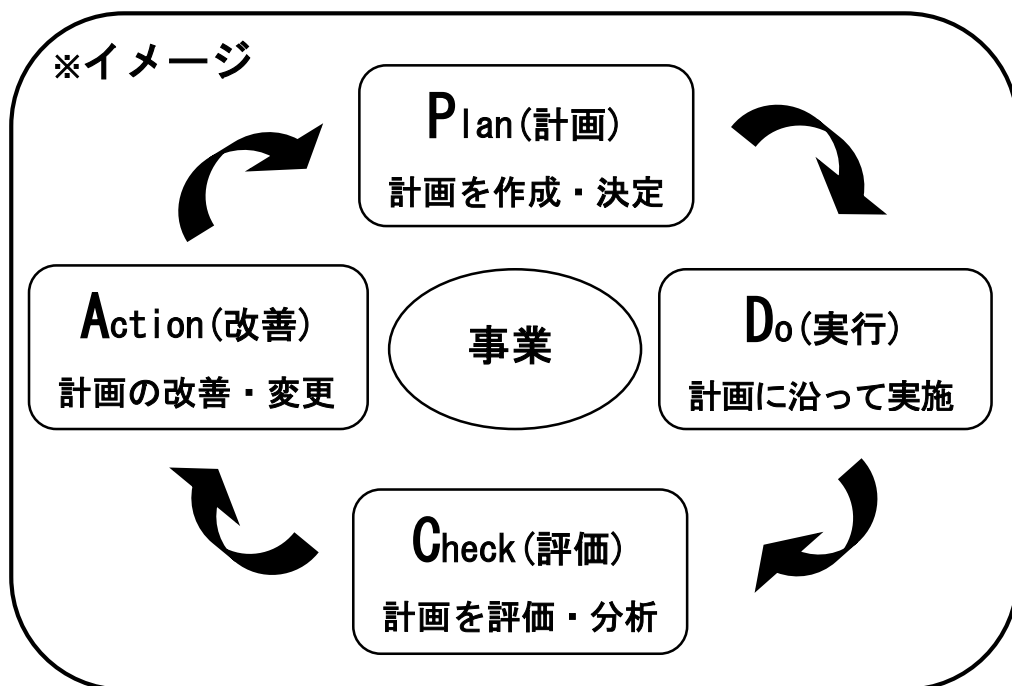 ※イメージ
Plan(計画)
計画を作成・決定
Action(改善)
計画の改善・変更
事業
Do(実行)
計画に沿って実施
Check(評価)
計画を評価・分析